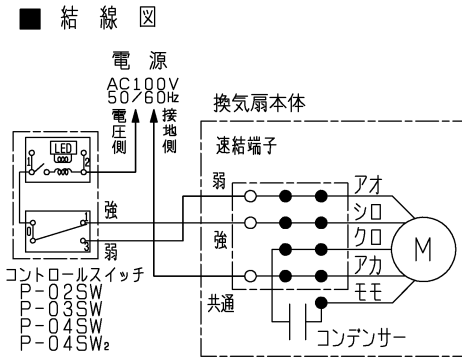 ■ 結線図
電源
AC100V
50/60Hz
電圧側
接地側
換気扇本体
速結端子
LED
1
2
弱
アオ
強
シロ
1
0
強
クロ
3
弱
アカ
共通
モモ
M
コンデンサー
コントロールスイッチ
P-02SW
P-03SW
P-04SW
P-04SW₂